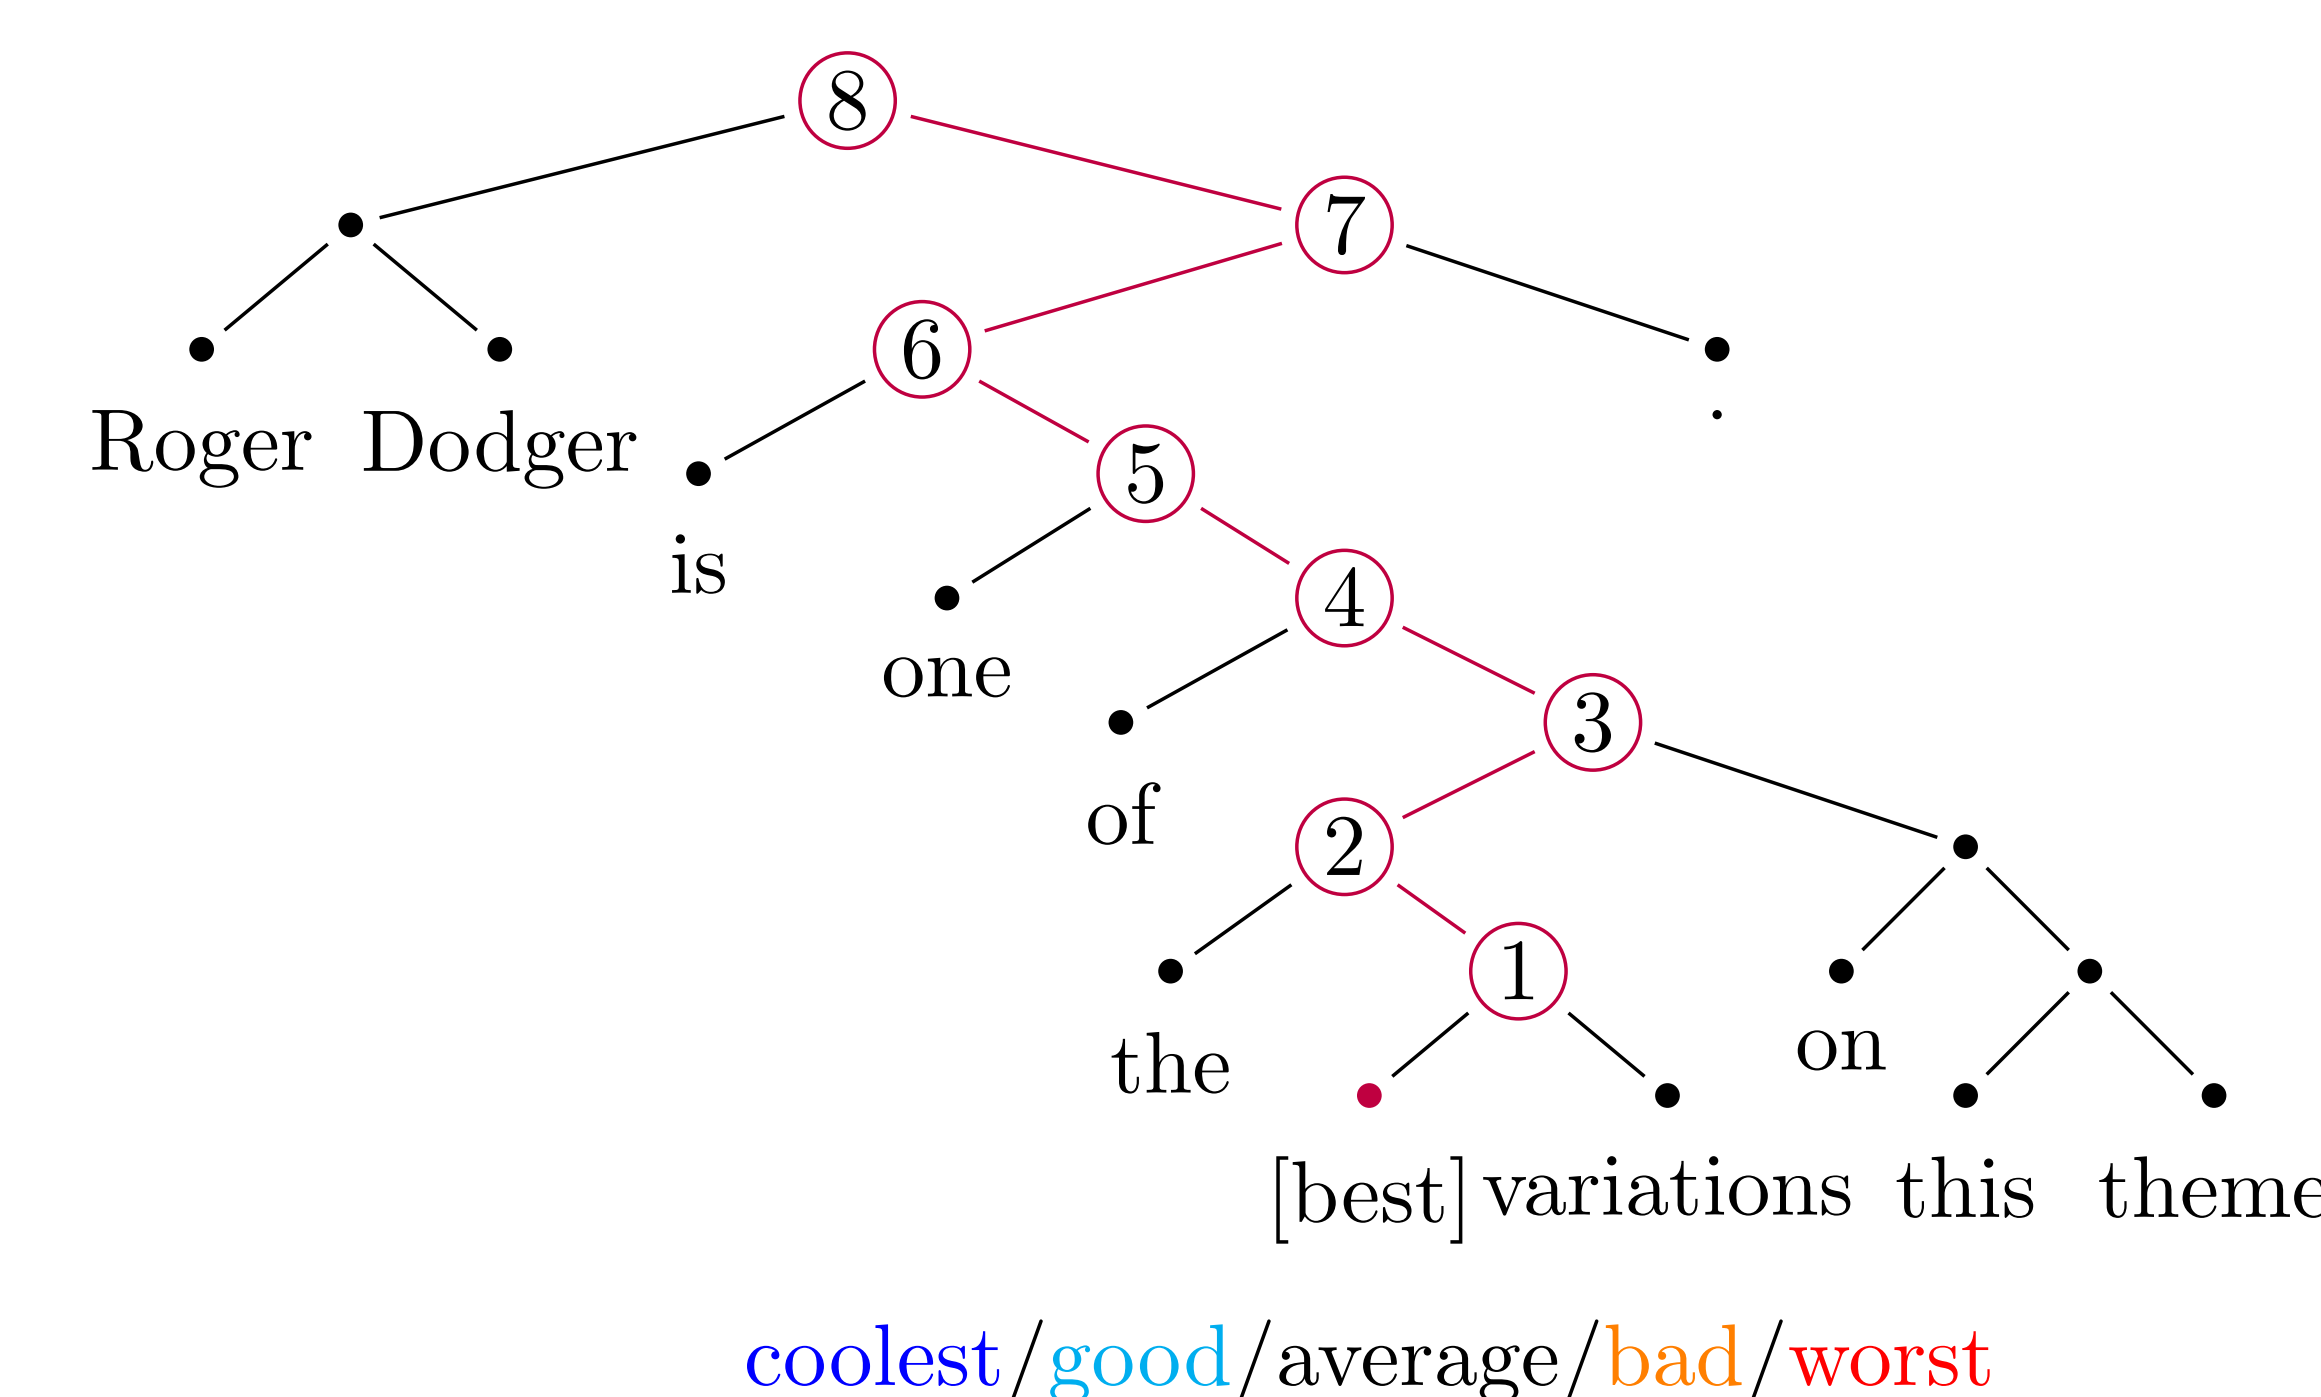 8
7
6
Roger Dodger .
5
is
4
one
3
of
2
1
the on
[best] variations this theme
coolest/good/average/bad/worst